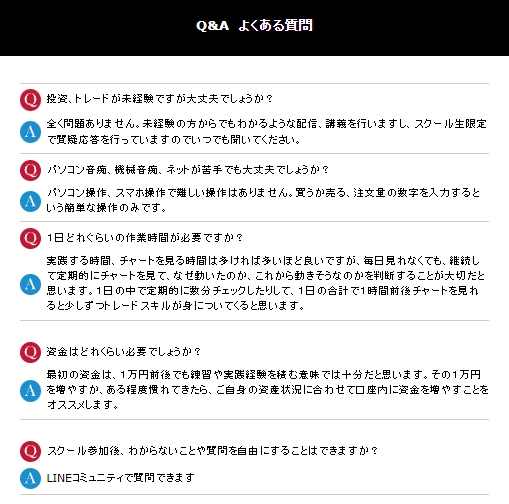 Q&A よくある質問
Q 投資、トレードが未経験ですが大丈夫でしょうか？
A 全く問題ありません。未経験の方からでもわかるような配信、講義を行いますし、スクール生限定
で質疑応答を行っていますのでいつでも聞いてください。
Q パソコン音痴、機械音痴、ネットが苦手でも大丈夫でしょうか？
A パソコン操作、スマホ操作で難しい操作はありません。買うか売る、注文量の数字を入力すると
いう簡単な操作のみです。
Q 1日どれぐらいの作業時間が必要ですか？
A 実践する時間、チャートを見る時間は多ければ多いほど良いですが、毎日見れなくても、継続し
て定期的にチャートを見て、なぜ動いたのか、これから動きそうなのかを判断することが大切だと
思います。1日の中で定期的に数分チェックしたりして、1日の合計で1時間前後チャートを見れ
ると少しずつトレードスキルが身についてくると思います。
Q 資金はどれくらい必要でしょうか？
A 最初の資金は、1万円前後でも練習や実践経験を積む意味では十分だと思います。その1万円
を増やすか、ある程度慣れてきたら、ご自身の資産状況に合わせて口座内に資金を増やすことを
オススメします。
Q スクール参加後、わからないことや質問を自由にすることはできますか？
A LINEコミュニティで質問できます